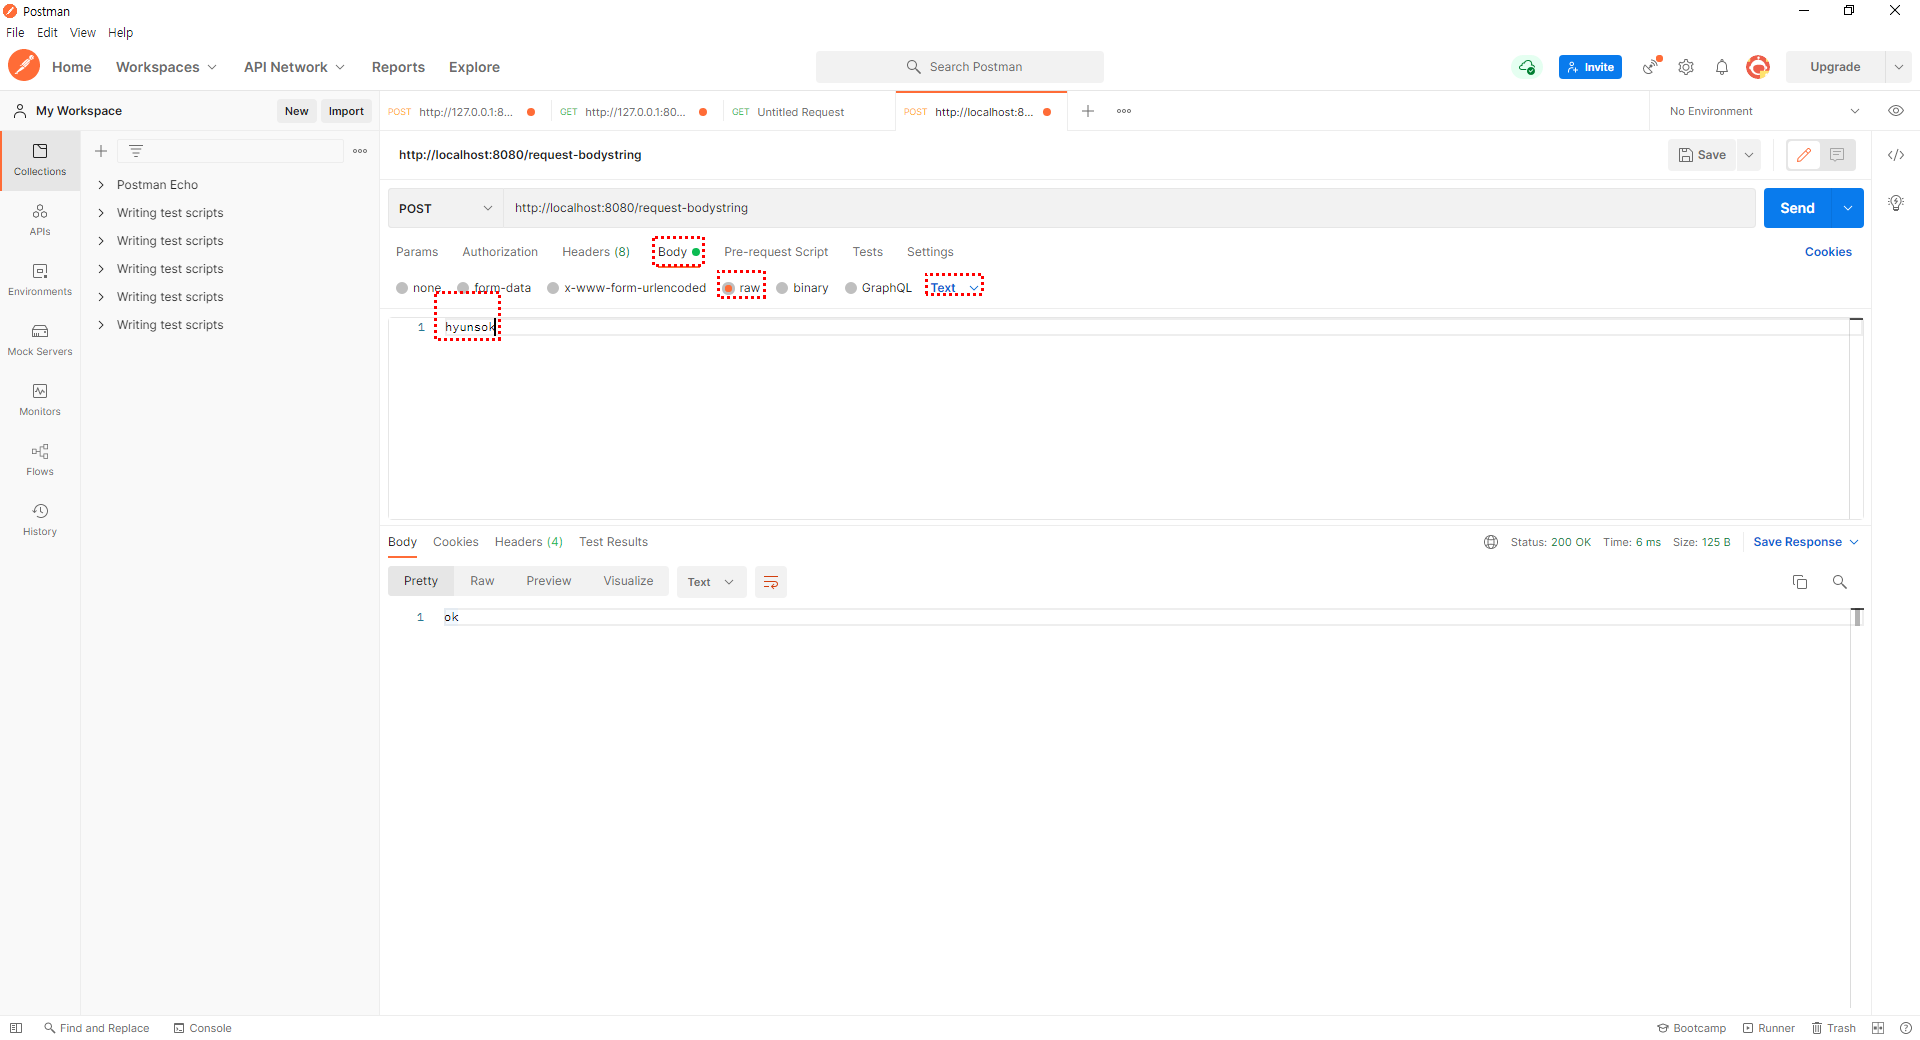 Postman
File Edit View Help
Home Workspaces API Network Reports Explore Search Postman Invite Upgrade
My Workspace New Import
POST http://127.0.0.1:8... GET http://127.0.0.1:80... GET Untitled Request POST http://localhost:8... No Environment
Collections
APIs
Environments
Mock Servers
Monitors
Flows
History
Postman Echo
Writing test scripts
Writing test scripts
Writing test scripts
Writing test scripts
Writing test scripts
http://localhost:8080/request-bodystring Save
POST http://localhost:8080/request-bodystring Send
Params Authorization Headers (8) Body Pre-request Script Tests Settings Cookies
none form-data x-www-form-urlencoded raw binary GraphQL Text
1 hyunsok
Body Cookies Headers (4) Test Results Status: 200 OK Time: 6 ms Size: 125 B Save Response
Pretty Raw Preview Visualize Text
1 ok
Find and Replace Console Bootcamp Runner Trash